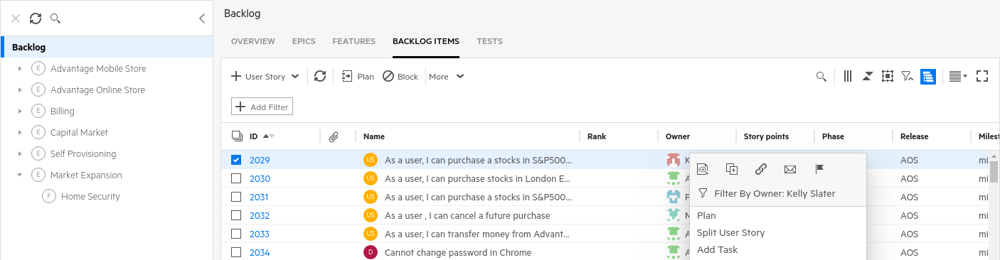 Backlog
OVERVIEW EPICS FEATURES BACKLOG ITEMS TESTS
Backlog
E Advantage Mobile Store
E Advantage Online Store
E Billing
E Capital Market
E Self Provisioning
E Market Expansion
F Home Security
User Story Plan Block More
Add Filter
ID Name Rank Owner Story points Phase Release Milest
2029 US As a user, I can purchase a stocks in S&P500... K AOS mi
2030 US As a user, I can purchase stocks in London E... A
2031 US As a user, I can purchase a stocks in S&P500... AOS mi
2032 US As a user , I can cancel a future purchase AOS mi
2033 US As a user, I can transfer money from Advant... A AOS mi
2034 D Cannot change password in Chrome A AOS mi
Filter By Owner: Kelly Slater
Plan
Split User Story
Add Task